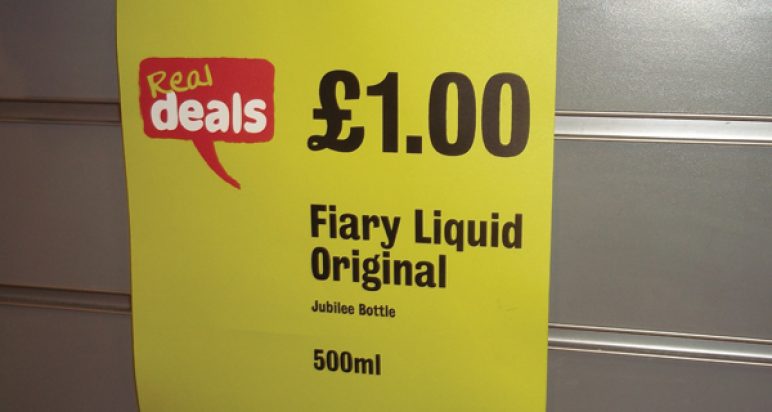 Real
deals
£1.00
Fiary Liquid
Original
Jubilee Bottle
500ml